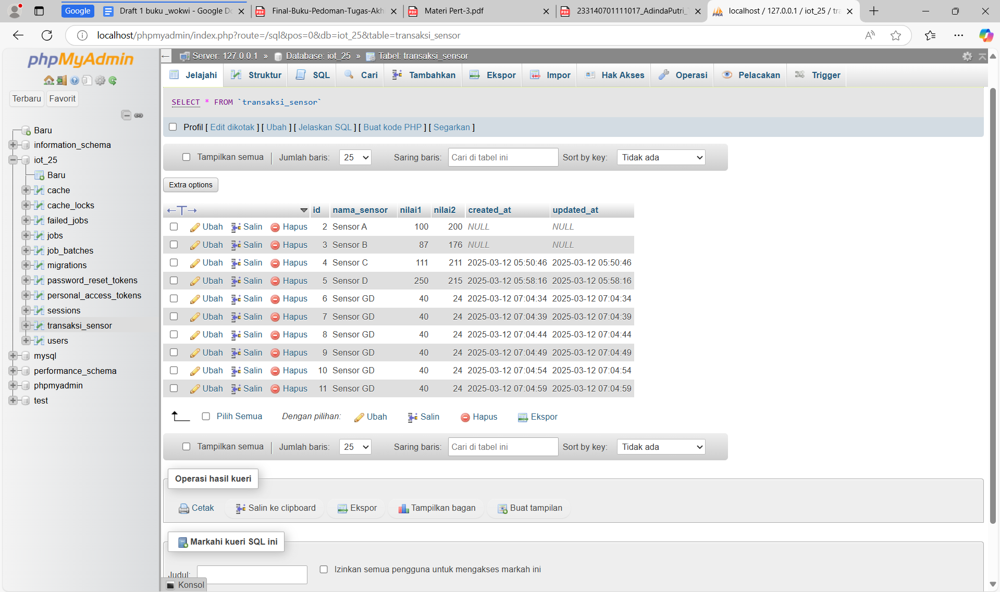 Google
Draft 1 buku _wokwi - Google Do
Final-Buku-Pedoman-Tugas-Akh
Materi Pert-3.pdf
233140701111017_AdindaPutri_
localhost / 127.0.0.1 / iot_25 / tra
localhost/phpmyadmin/index.php?route=/sql&pos=0&db=iot_25&table=transaksi_sensor
phpMyAdmin
Terbaru Favorit
Baru
information_schema
iot_25
Baru
cache
cache_locks
failed_jobs
jobs
job_batches
migrations
password_reset_tokens
personal_access_tokens
sessions
transaksi_sensor
users
mysql
performance_schema
phpmyadmin
test
Server: 127.0.0.1 » Database: iot_25 » Tabel: transaksi_sensor
Jelajahi Struktur SQL Cari Tambahkan Ekspor Impor Hak Akses Operasi Pelacakan Trigger
SELECT * FROM `transaksi_sensor`
Profil [ Edit dikotak ] [ Ubah ] [ Jelaskan SQL ] [ Buat kode PHP ] [ Segarkan ]
Tampilkan semua Jumlah baris: 25 Saring baris: Cari di tabel ini Sort by key: Tidak ada
Extra options
id nama_sensor nilai1 nilai2 created_at updated_at
Ubah Salin Hapus 2 Sensor A 100 200 NULL NULL
Ubah Salin Hapus 3 Sensor B 87 176 NULL NULL
Ubah Salin Hapus 4 Sensor C 111 211 2025-03-12 05:50:46 2025-03-12 05:50:46
Ubah Salin Hapus 5 Sensor D 250 215 2025-03-12 05:58:16 2025-03-12 05:58:16
Ubah Salin Hapus 6 Sensor GD 40 24 2025-03-12 07:04:34 2025-03-12 07:04:34
Ubah Salin Hapus 7 Sensor GD 40 24 2025-03-12 07:04:39 2025-03-12 07:04:39
Ubah Salin Hapus 8 Sensor GD 40 24 2025-03-12 07:04:44 2025-03-12 07:04:44
Ubah Salin Hapus 9 Sensor GD 40 24 2025-03-12 07:04:49 2025-03-12 07:04:49
Ubah Salin Hapus 10 Sensor GD 40 24 2025-03-12 07:04:54 2025-03-12 07:04:54
Ubah Salin Hapus 11 Sensor GD 40 24 2025-03-12 07:04:59 2025-03-12 07:04:59
Pilih Semua Dengan pilihan: Ubah Salin Hapus Ekspor
Tampilkan semua Jumlah baris: 25 Saring baris: Cari di tabel ini Sort by key: Tidak ada
Operasi hasil kueri
Cetak Salin ke clipboard Ekspor Tampilkan bagan Buat tampilan
Markahi kueri SQL ini
Judul: Izinkan semua pengguna untuk mengakses markah ini
Konsol